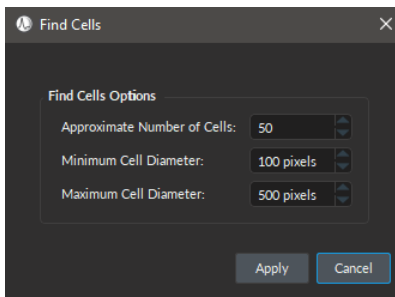 Find Cells
Find Cells Options
Approximate Number of Cells: 50
Minimum Cell Diameter: 100 pixels
Maximum Cell Diameter: 500 pixels
Apply Cancel